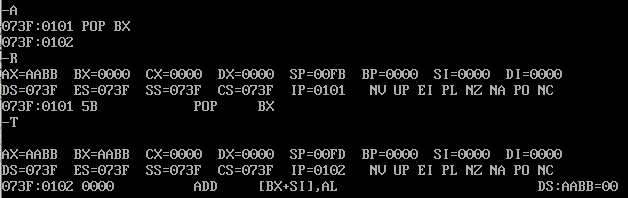 -A
073F:0101 POP BX
073F:0102
-R
AX=AABB  BX=0000  CX=0000  DX=0000  SP=00FB  BP=0000  SI=0000  DI=0000
DS=073F  ES=073F  SS=073F  CS=073F  IP=0101   NV UP EI PL NZ NA PO NC
073F:0101 5B            POP     BX
-T
AX=AABB  BX=AABB  CX=0000  DX=0000  SP=00FD  BP=0000  SI=0000  DI=0000
DS=073F  ES=073F  SS=073F  CS=073F  IP=0102   NV UP EI PL NZ NA PO NC
073F:0102 0000          ADD     [BX+SI],AL                         DS:AABB=00